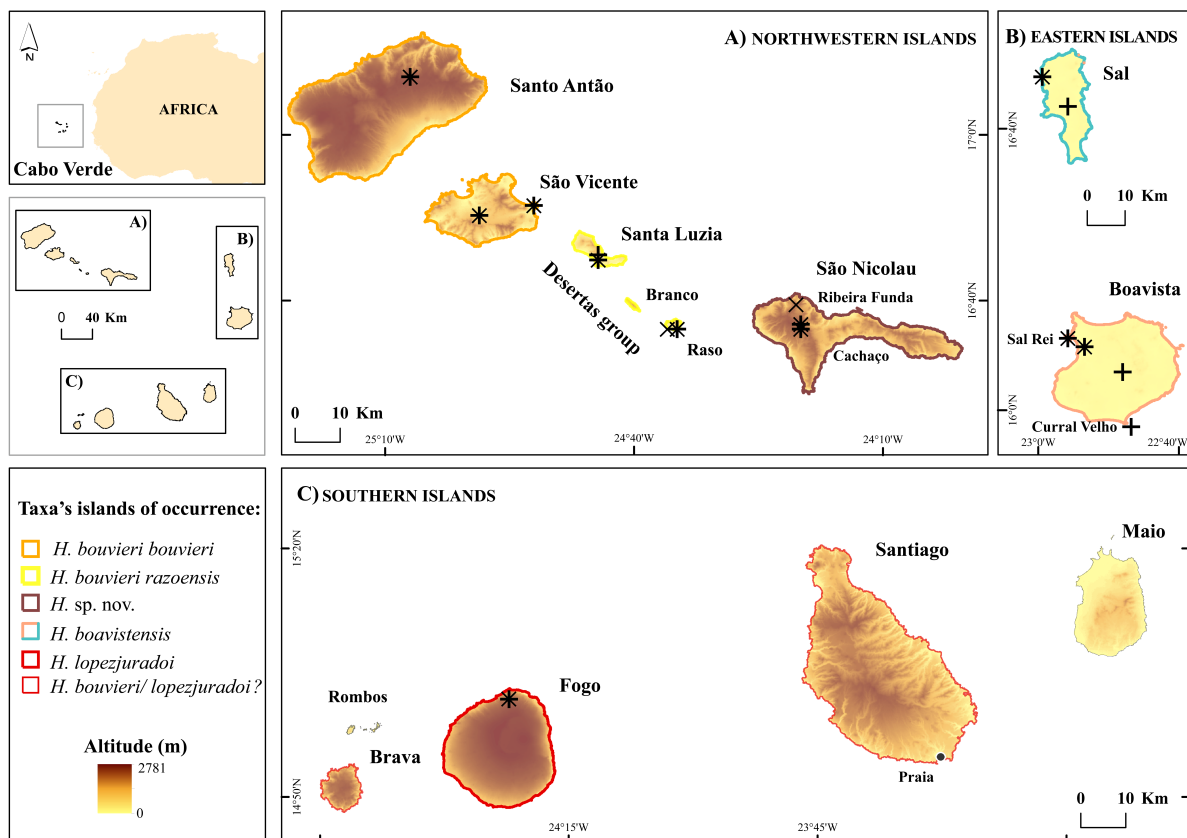 N
AFRICA
Cabo Verde
A)
B)
0 40 Km
C)
Taxa's islands of occurrence:
H. bouvieri bouvieri
H. bouvieri razoensis
H. sp. nov.
H. boavistensis
H. lopezjuradoi
H. bouvieri/ lopezjuradoi?
Altitude (m)
2781
0
A) NORTHWESTERN ISLANDS
Santo Antão
São Vicente
Santa Luzia
Desertas group
Branco
Raso
São Nicolau
Ribeira Funda
Cachaço
17°0'N
16°40'N
0 10 Km
25°10'W
24°40'W
24°10'W
B) EASTERN ISLANDS
Sal
16°40'N
0 10 Km
Boavista
Sal Rei
Curral Velho
16°0'N
23°0'W
22°40'W
C) SOUTHERN ISLANDS
15°20'N
Santiago
Maio
Rombos
Fogo
Brava
Praia
14°50'N
0 10 Km
24°15'W
23°45'W